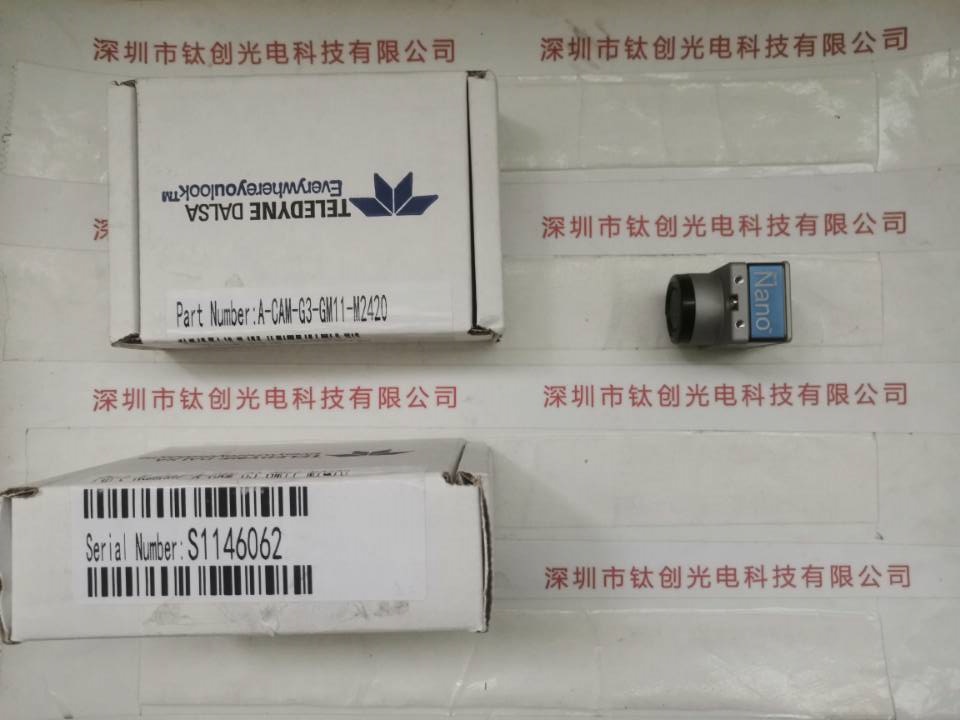 深圳市钛创光电科技有限公司
深圳市钛创光电科技有限公司
TELEDYNE DALSA
Everywhereyoulook™
深圳市钛创光电科技有限公司
Nano
Part Number:A-CAM-G3-GM11-M2420
深圳市钛创光电科技有限公司
深圳市钛创光电科技有限公司
Serial Number:S1146062
深圳市钛创光电科技有限公司